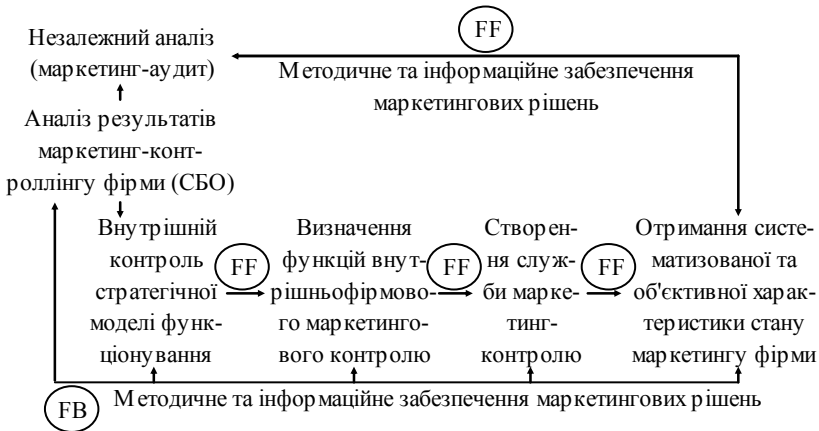 FF
Незалежний аналіз
(маркетинг-аудит)
Методичне та інформаційне забезпечення
маркетингових рішень
Аналіз результатів
маркетинг-конт-
роллінгу фірми (СБО)
Внутрішній
контроль
стратегічної
моделі функ-
ціонування
FF
Визначення
функцій внут-
рішньофірмово-
го маркетинго-
вого контролю
FF
Створен-
ня служ-
би марке-
тинг-
контролю
FF
Отримання систе-
матизованої та
об'єктивної харак-
теристики стану
маркетингу фірми
FB
Методичне та інформаційне забезпечення маркетингових рішень